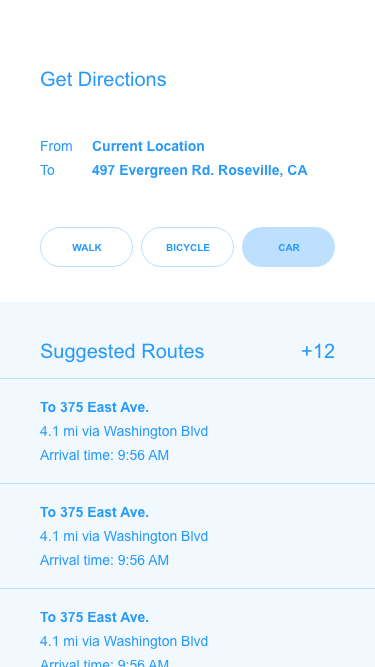 Get Directions
From Current Location
To 497 Evergreen Rd. Roseville, CA
WALK BICYCLE CAR
Suggested Routes +12
To 375 East Ave.
4.1 mi via Washington Blvd
Arrival time: 9:56 AM
To 375 East Ave.
4.1 mi via Washington Blvd
Arrival time: 9:56 AM
To 375 East Ave.
4.1 mi via Washington Blvd
Arrival time: 9:56 AM